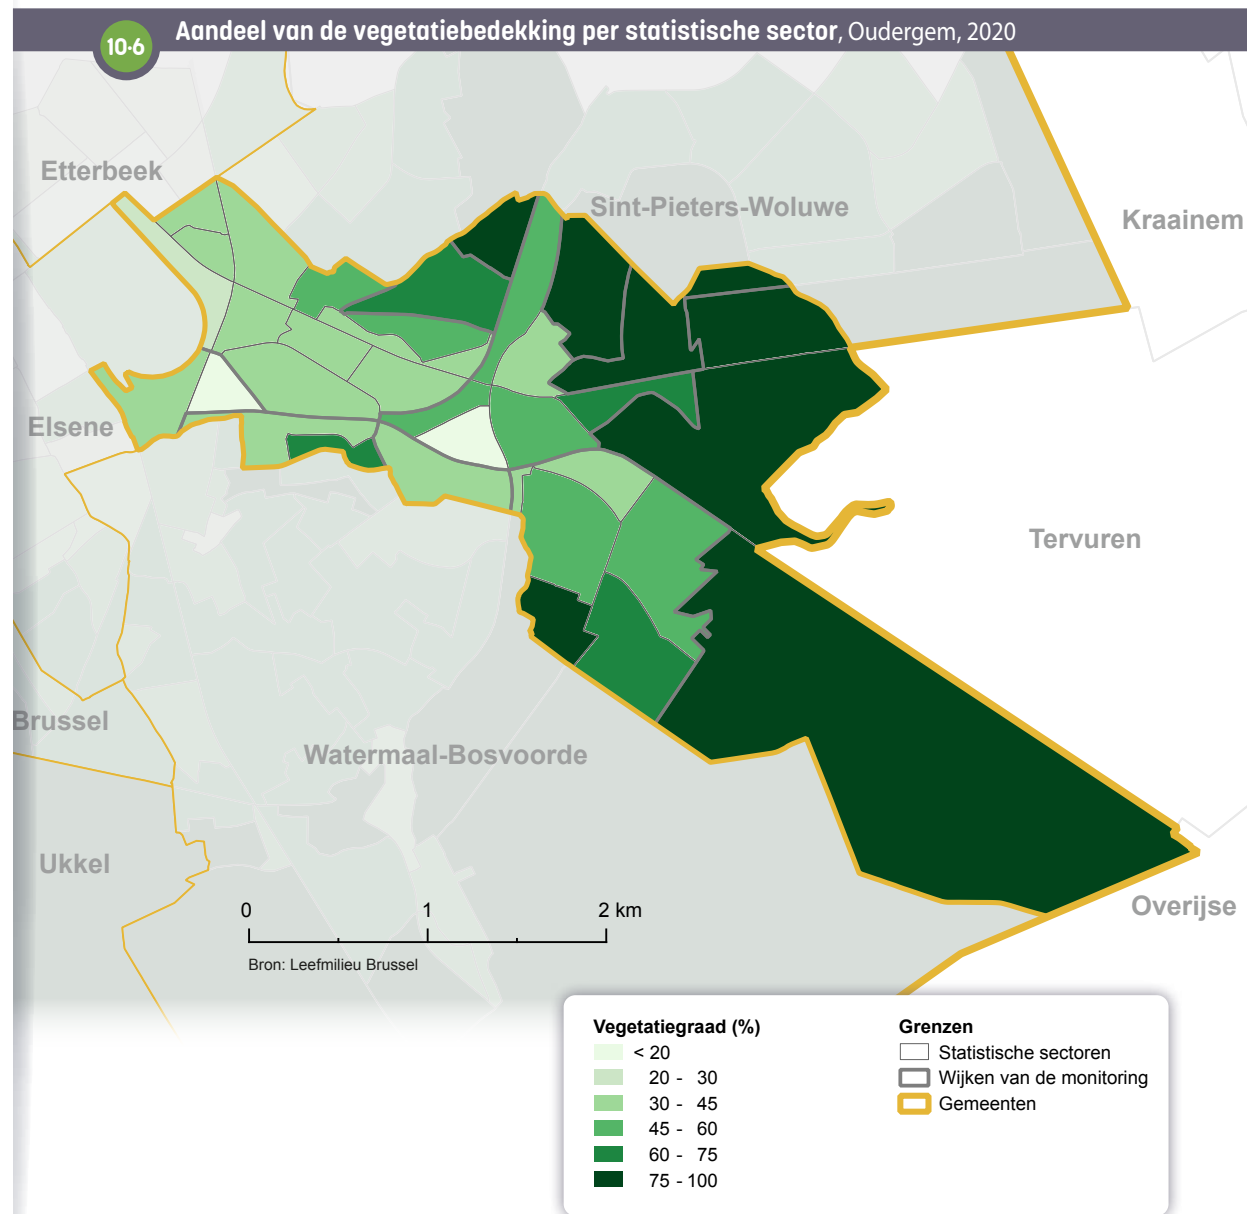 10·6 Aandeel van de vegetatiebedekking per statistische sector, Oudergem, 2020
Etterbeek
Sint-Pieters-Woluwe
Kraainem
Elsene
Tervuren
Brussel
Watermaal-Bosvoorde
Ukkel
Overijse
0 1 2 km
Bron: Leefmilieu Brussel
Vegetatiegraad (%)
< 20
20 - 30
30 - 45
45 - 60
60 - 75
75 - 100
Grenzen
Statistische sectoren
Wijken van de monitoring
Gemeenten